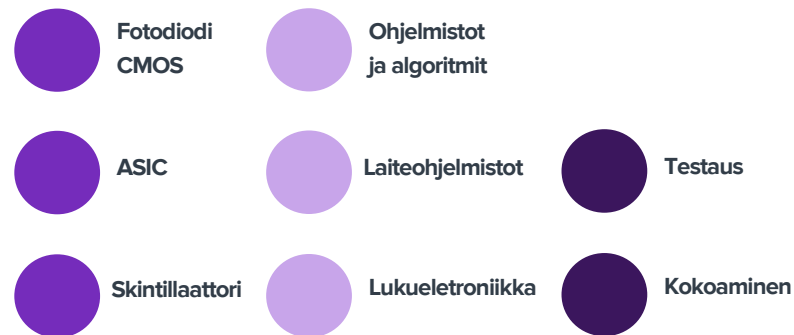 Fotodiodi
CMOS
Ohjelmistot
ja algoritmit
ASIC
Laiteohjelmistot
Testaus
Skintillaattori
Lukueletroniikka
Kokoaminen